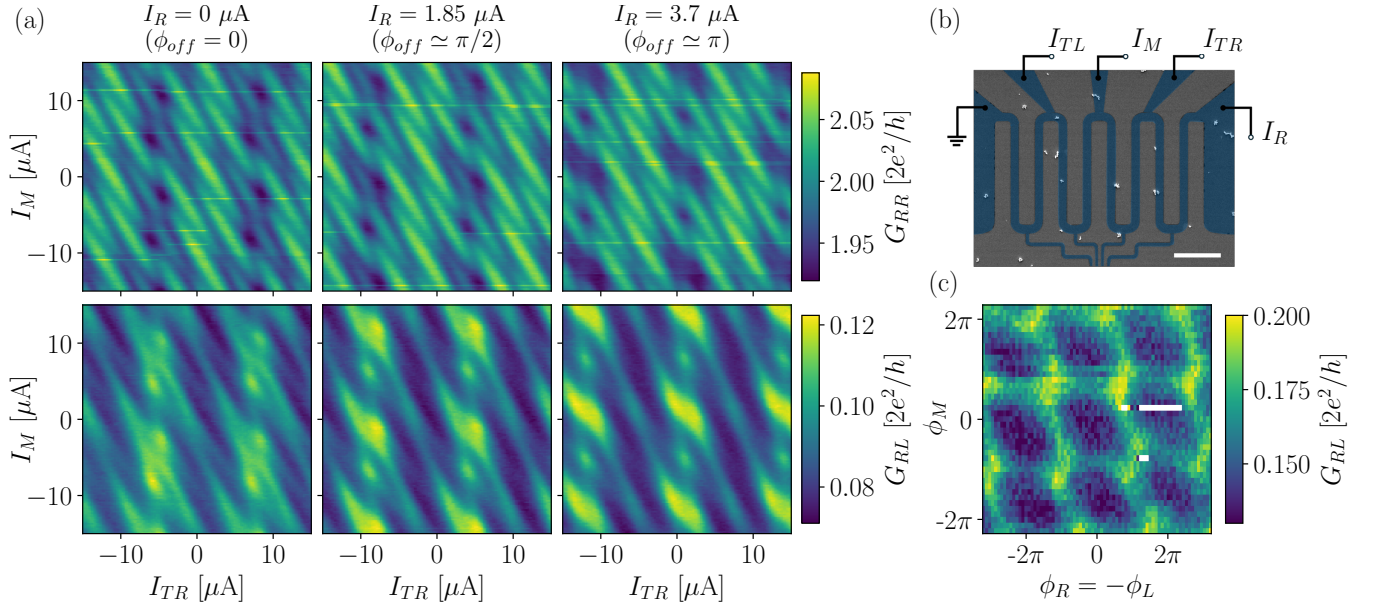 (a)
I_R = 0 μA
(ϕ_off = 0)
I_R = 1.85 μA
(ϕ_off ≃ π/2)
I_R = 3.7 μA
(ϕ_off ≃ π)
10
0
−10
I_M [μA]
2.05
2.00
1.95
G_RR [2e²/h]
10
0
−10
I_M [μA]
0.12
0.10
0.08
G_RL [2e²/h]
−10 0 10
−10 0 10
−10 0 10
I_TR [μA]
I_TR [μA]
I_TR [μA]
(b)
I_TL
I_M
I_TR
I_R
(c)
2π
0
-2π
ϕ_M
-2π 0 2π
ϕ_R = −ϕ_L
0.200
0.175
0.150
G_RL [2e²/h]